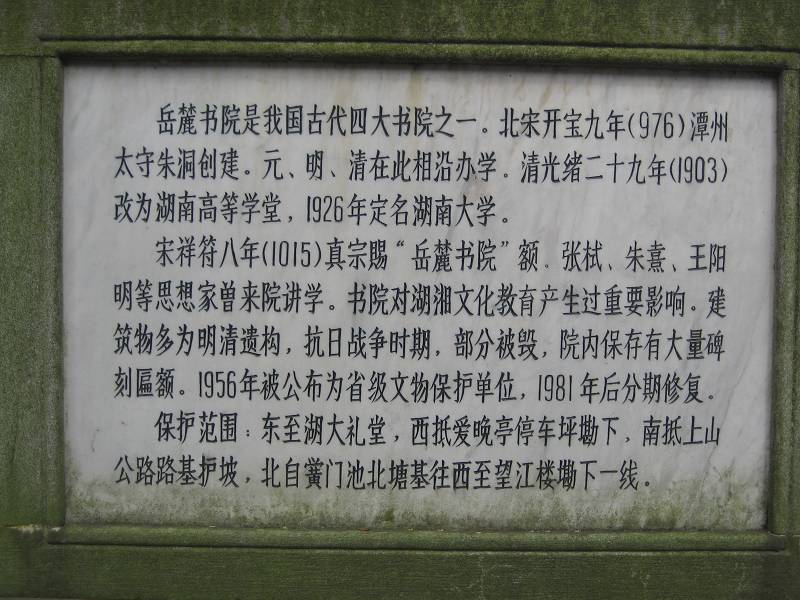 岳麓书院是我国古代四大书院之一。北宋开宝九年(976)潭州
太守朱洞创建。元、明、清在此相沿办学。清光绪二十九年(1903)
改为湖南高等学堂，1926年定名湖南大学。
宋祥符八年(1015)真宗赐“岳麓书院”额。张栻、朱熹、王阳
明等思想家曾来院讲学。书院对湖湘文化教育产生过重要影响。建
筑物多为明清遗构，抗日战争时期，部分被毁，院内保存有大量碑
刻匾额。1956年被公布为省级文物保护单位，1981年后分期修复。
保护范围：东至湖大礼堂，西抵爱晚亭停车坪勘下，南抵上山
公路路基护坡，北自黉门池北塘基往西至望江楼勘下一线。